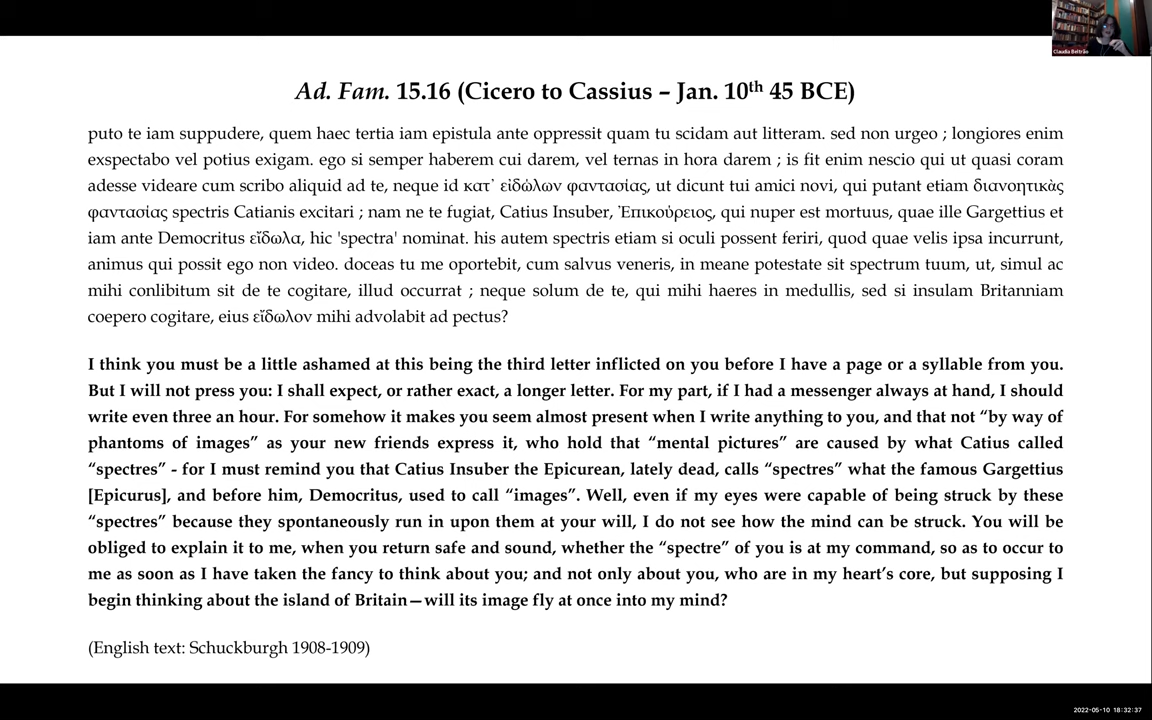 Claudia Beltrão
Ad. Fam. 15.16 (Cicero to Cassius – Jan. 10th 45 BCE)
puto te iam suppudere, quem haec tertia iam epistula ante oppressit quam tu scidam aut litteram. sed non urgeo ; longiores enim
exspectabo vel potius exigam. ego si semper haberem cui darem, vel ternas in hora darem ; is fit enim nescio qui ut quasi coram
adesse videare cum scribo aliquid ad te, neque id κατ᾽ εἰδώλων φαντασίας, ut dicunt tui amici novi, qui putant etiam διανοητικὰς
φαντασίας spectris Catianis excitari ; nam ne te fugiat, Catius Insuber, Ἐπικούρειος, qui nuper est mortuus, quae ille Gargettius et
iam ante Democritus εἴδωλα, hic 'spectra' nominat. his autem spectris etiam si oculi possent feriri, quod quae velis ipsa incurrunt,
animus qui possit ego non video. doceas tu me oportebit, cum salvus veneris, in meane potestate sit spectrum tuum, ut, simul ac
mihi conlibitum sit de te cogitare, illud occurrat ; neque solum de te, qui mihi haeres in medullis, sed si insulam Britanniam
coepero cogitare, eius εἴδωλον mihi advolabit ad pectus?
I think you must be a little ashamed at this being the third letter inflicted on you before I have a page or a syllable from you.
But I will not press you: I shall expect, or rather exact, a longer letter. For my part, if I had a messenger always at hand, I should
write even three an hour. For somehow it makes you seem almost present when I write anything to you, and that not “by way of
phantoms of images” as your new friends express it, who hold that “mental pictures” are caused by what Catius called
“spectres” - for I must remind you that Catius Insuber the Epicurean, lately dead, calls “spectres” what the famous Gargettius
[Epicurus], and before him, Democritus, used to call “images”. Well, even if my eyes were capable of being struck by these
“spectres” because they spontaneously run in upon them at your will, I do not see how the mind can be struck. You will be
obliged to explain it to me, when you return safe and sound, whether the “spectre” of you is at my command, so as to occur to
me as soon as I have taken the fancy to think about you; and not only about you, who are in my heart’s core, but supposing I
begin thinking about the island of Britain—will its image fly at once into my mind?
(English text: Schuckburgh 1908-1909)
2022-05-10 18:32:37